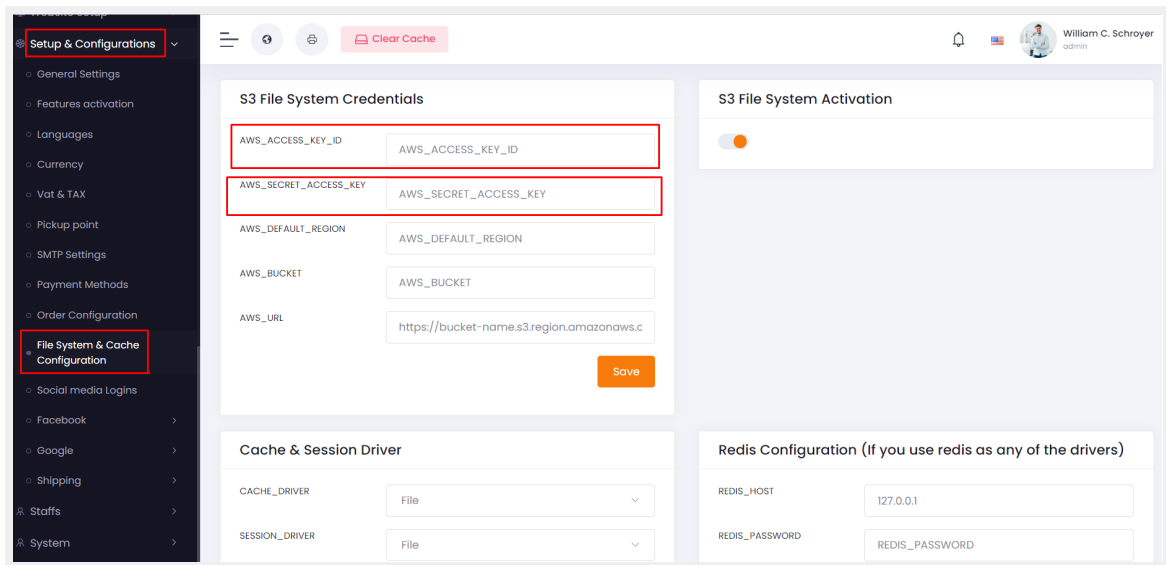 Setup & Configurations
General Settings
Features activation
Languages
Currency
Vat & TAX
Pickup point
SMTP Settings
Payment Methods
Order Configuration
File System & Cache
Configuration
Social media Logins
Facebook
Google
Shipping
Staffs
System
Clear Cache
William C. Schroyer
admin
S3 File System Credentials
AWS_ACCESS_KEY_ID
AWS_ACCESS_KEY_ID
AWS_SECRET_ACCESS_KEY
AWS_SECRET_ACCESS_KEY
AWS_DEFAULT_REGION
AWS_DEFAULT_REGION
AWS_BUCKET
AWS_BUCKET
AWS_URL
https://bucket-name.s3.region.amazonaws.c
Save
S3 File System Activation
Cache & Session Driver
CACHE_DRIVER
File
SESSION_DRIVER
File
Redis Configuration (If you use redis as any of the drivers)
REDIS_HOST
127.0.0.1
REDIS_PASSWORD
REDIS_PASSWORD